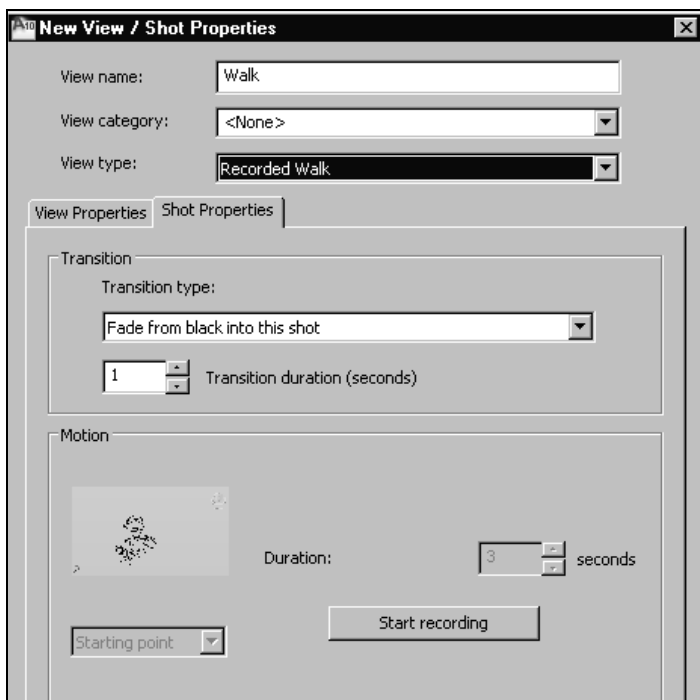 A10 New View / Shot Properties
View name: Walk
View category: <None>
View type: Recorded Walk
View Properties Shot Properties
Transition
Transition type:
Fade from black into this shot
1 Transition duration (seconds)
Motion
Duration: 3 seconds
Start recording
Starting point